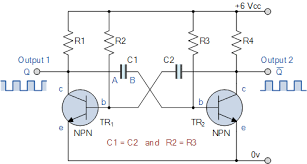 +6 Vcc
R1 R2 R3 R4
Output 1 C1 C2 Output 2
Q A B Q̅
c c
b b
TR1 TR2
e NPN NPN e
C1 = C2 and R2 = R3 0v